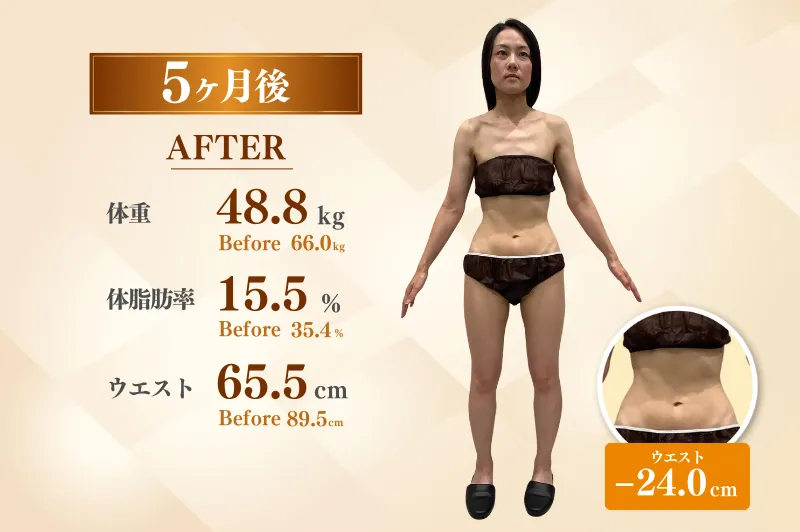 5ヶ月後
AFTER
体重 48.8 kg
Before 66.0kg
体脂肪率 15.5 %
Before 35.4%
ウエスト 65.5 cm
Before 89.5cm
ウエスト
−24.0cm